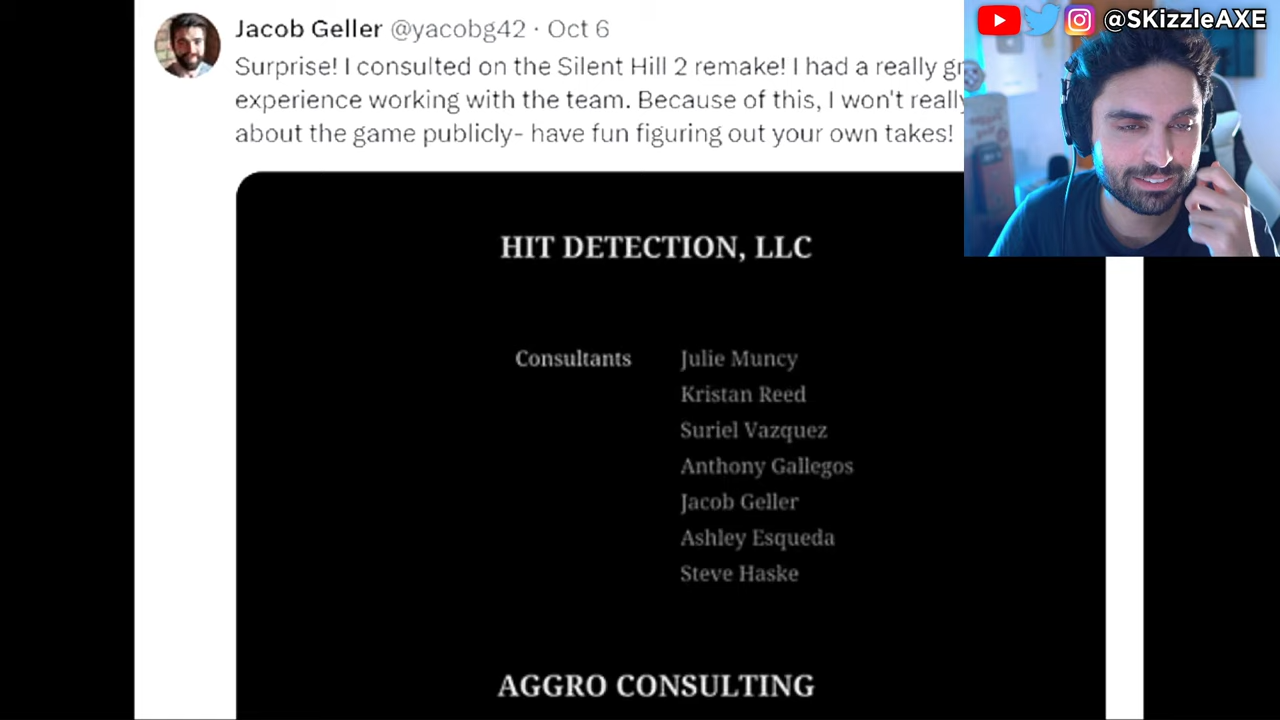 Jacob Geller @yacobg42 · Oct 6
Surprise! I consulted on the Silent Hill 2 remake! I had a really
experience working with the team. Because of this, I won't really
about the game publicly- have fun figuring out your own takes!
@SKizzleAXE
HIT DETECTION, LLC
Consultants Julie Muncy
Kristan Reed
Suriel Vazquez
Anthony Gallegos
Jacob Geller
Ashley Esqueda
Steve Haske
AGGRO CONSULTING